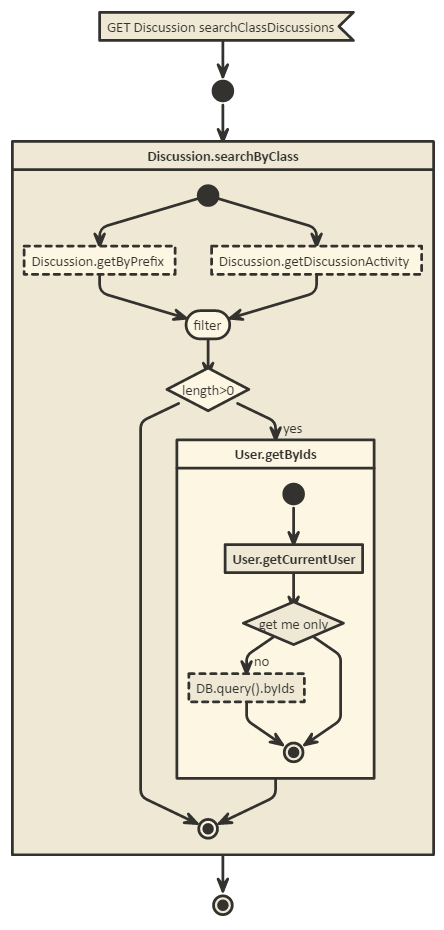 GET Discussion searchClassDiscussions
Discussion.searchByClass
Discussion.getByPrefix
Discussion.getDiscussionActivity
filter
length>0
yes
User.getByIds
User.getCurrentUser
get me only
no
DB.query().byIds